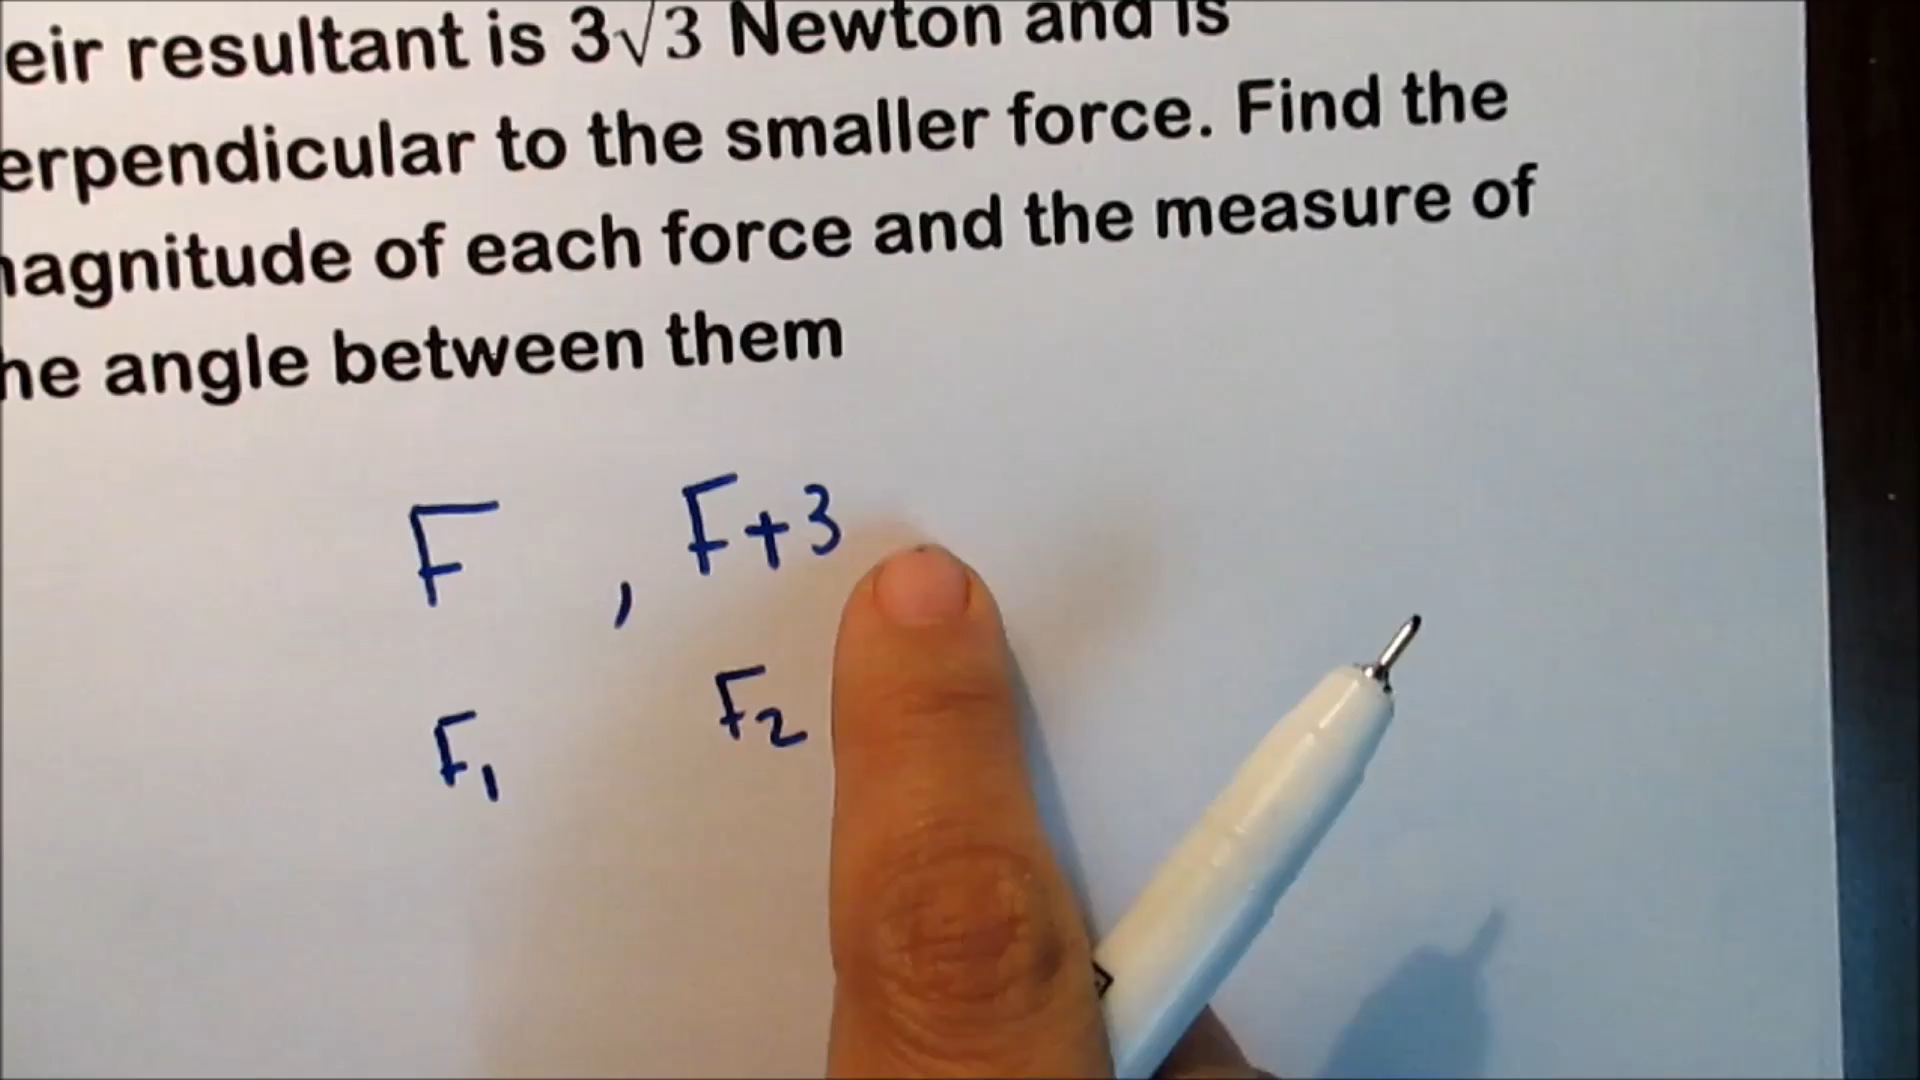 eir resultant is 3√3 Newton and is
erpendicular to the smaller force. Find the
agnitude of each force and the measure of
he angle between them
F , F+3
F₁ F₂